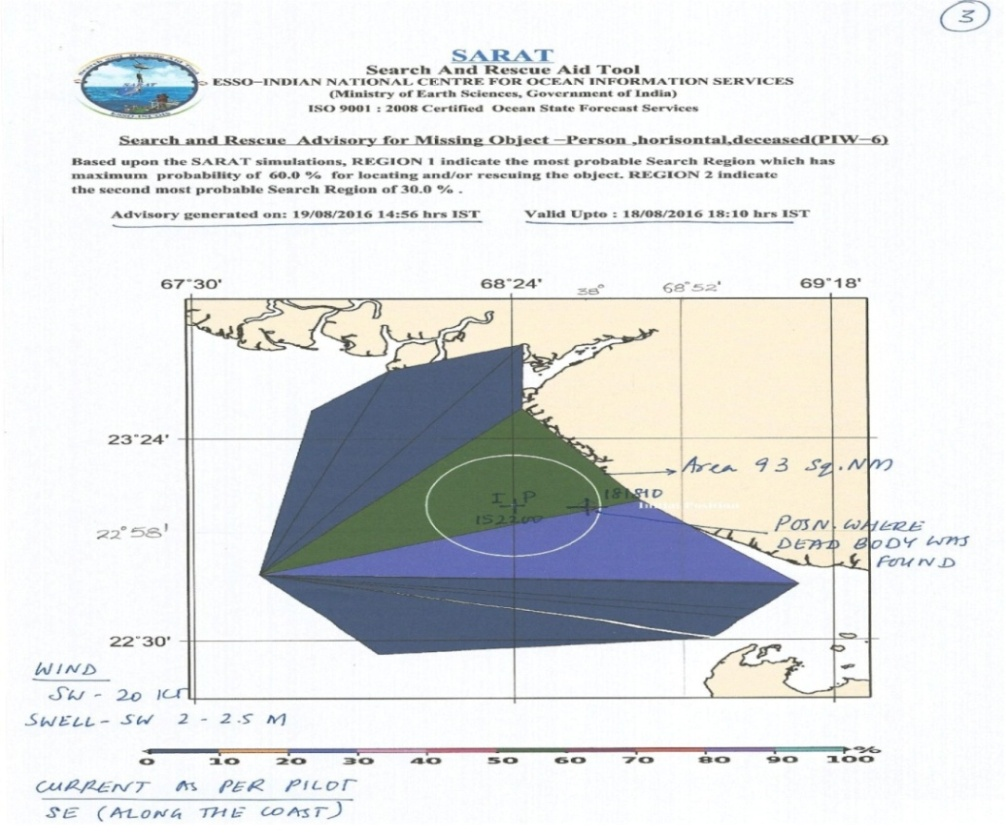 3
SARAT
Search And Rescue Aid Tool
ESSO-INDIAN NATIONAL CENTRE FOR OCEAN INFORMATION SERVICES
(Ministry of Earth Sciences, Government of India)
ISO 9001 : 2008 Certified Ocean State Forecast Services
Search and Rescue Advisory for Missing Object -Person ,horisontal,deceased(PIW-6)
Based upon the SARAT simulations, REGION 1 indicate the most probable Search Region which has
maximum probability of 60.0 % for locating and/or rescuing the object. REGION 2 indicate
the second most probable Search Region of 30.0 % .
Advisory generated on: 19/08/2016 14:56 hrs IST Valid Upto : 18/08/2016 18:10 hrs IST
67°30' 68°24' 38° 68°52' 69°18'
23°24'
Area 93 Sq.NM
I P 181810
152200
22°58'
POSN. WHERE
DEAD BODY WAS
FOUND
22°30'
WIND
SW - 20 KT
SWELL - SW 2 - 2.5 M
0 10 20 30 40 50 60 70 80 90 100 %
CURRENT AS PER PILOT
SE (ALONG THE COAST)